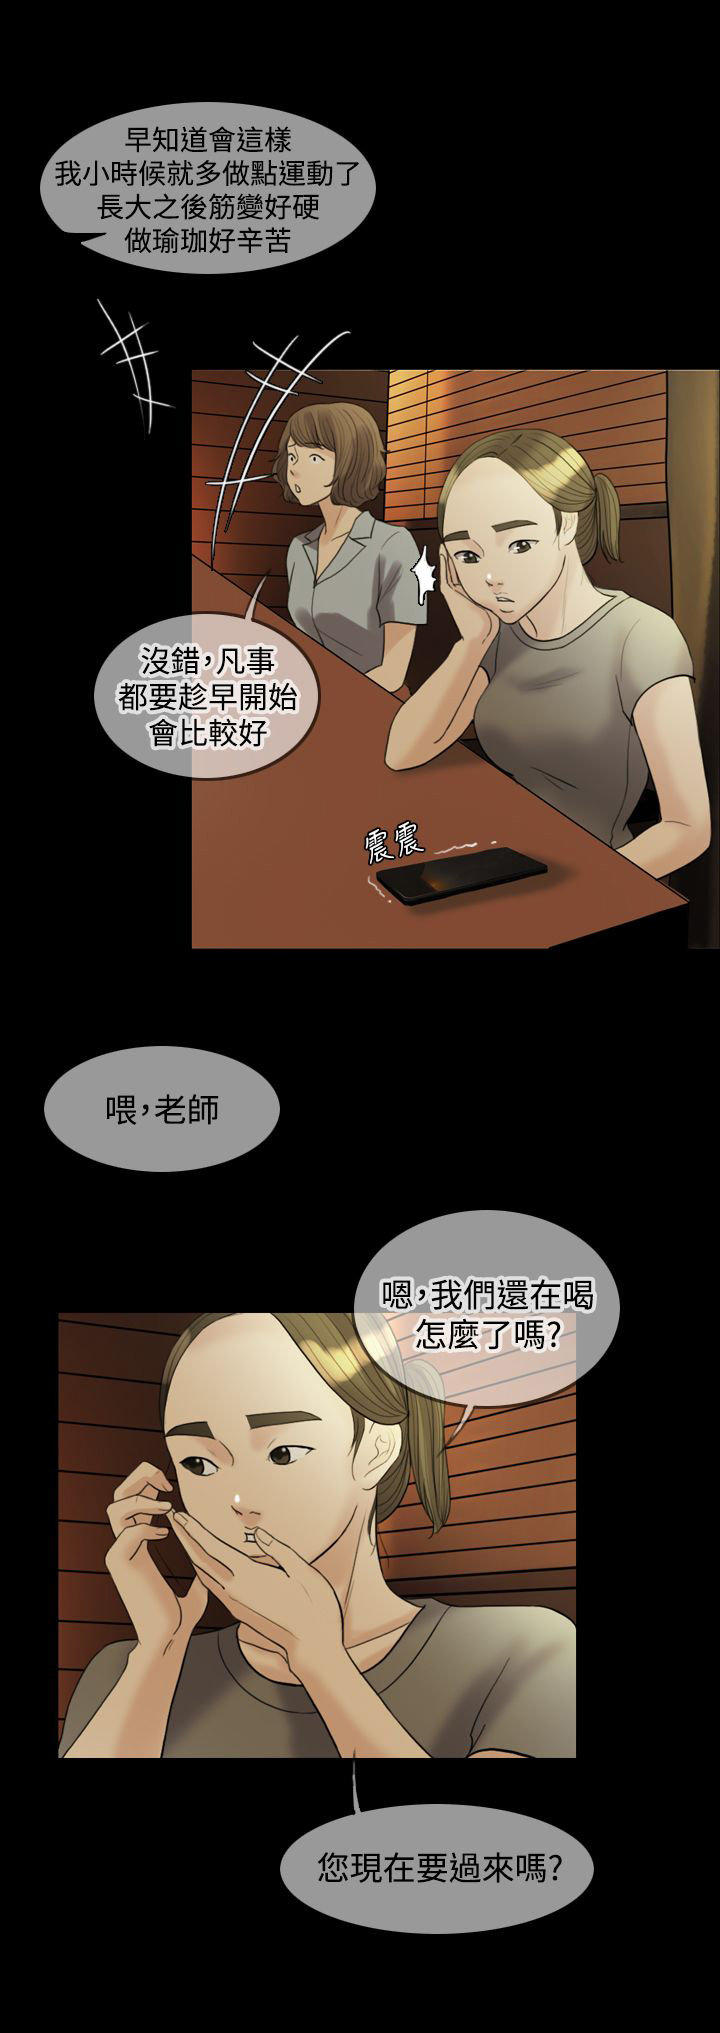 早知道會這樣
我小時候就多做點運動了
長大之後筋變好硬
做瑜珈好辛苦
沒錯,凡事
都要趁早開始
會比較好
震震
喂,老師
嗯,我們還在喝
怎麼了嗎?
您現在要過來嗎?